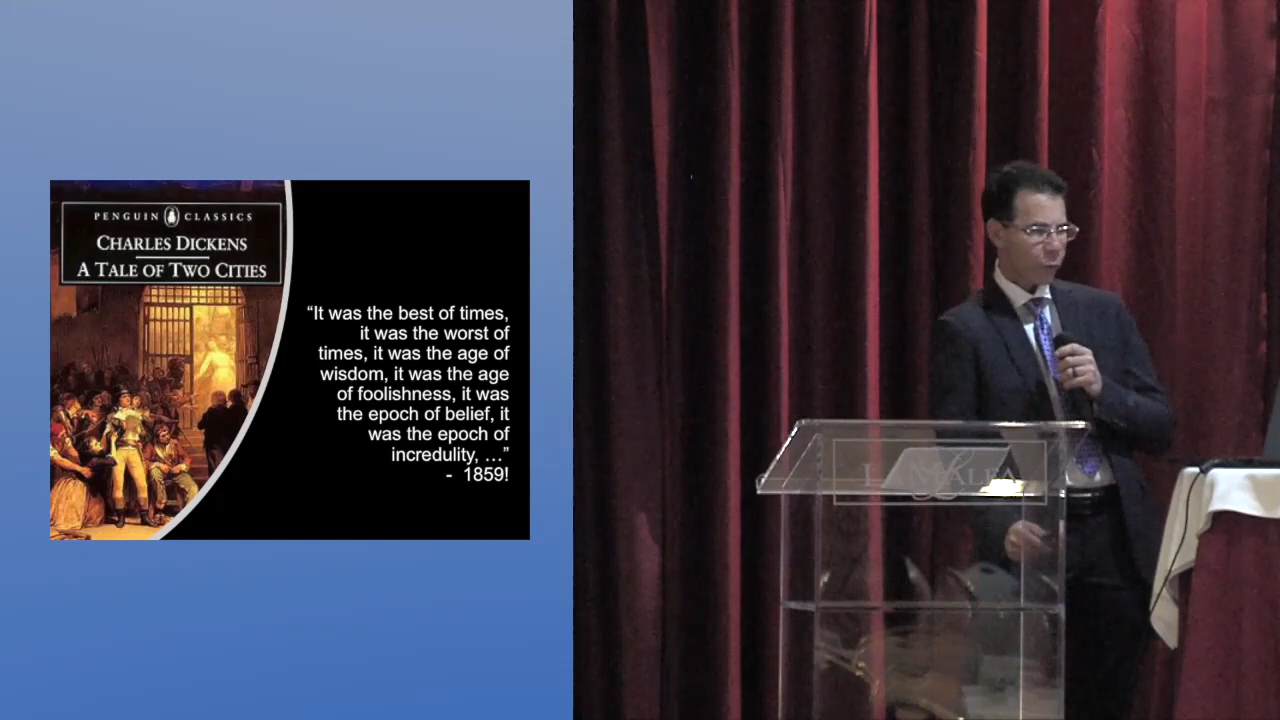 PENGUIN CLASSICS
CHARLES DICKENS
A TALE OF TWO CITIES
“It was the best of times,
it was the worst of
times, it was the age of
wisdom, it was the age
of foolishness, it was
the epoch of belief, it
was the epoch of
incredulity, …”
- 1859!
LA MALFA